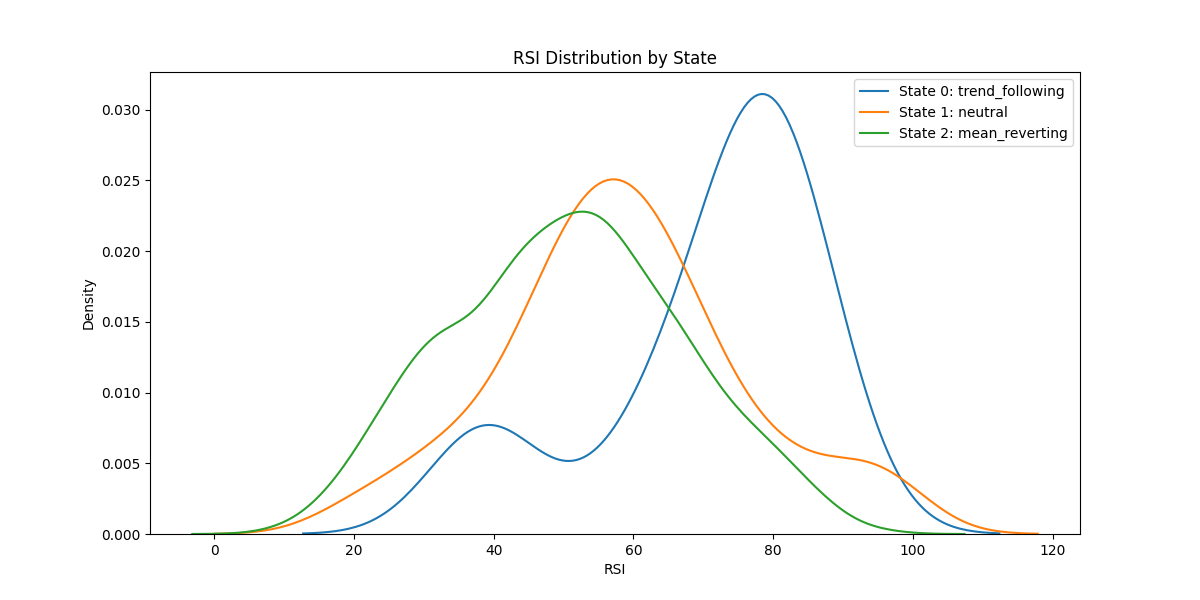 RSI Distribution by State
State 0: trend_following
State 1: neutral
State 2: mean_reverting
Density
0.030
0.025
0.020
0.015
0.010
0.005
0.000
0 20 40 60 80 100 120
RSI